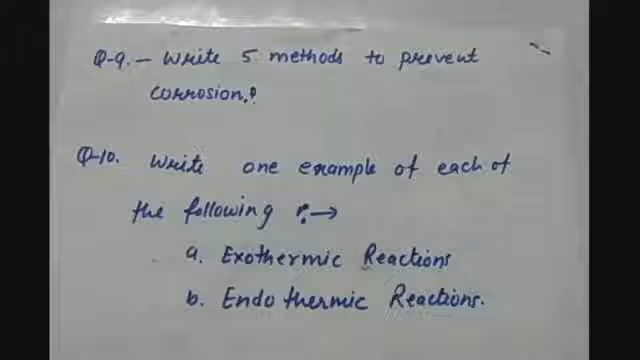 Q-9. - Write 5 methods to prevent
corrosion.?
Q-10. Write one example of each of
the following :→
a. Exothermic Reactions
b. Endothermic Reactions.